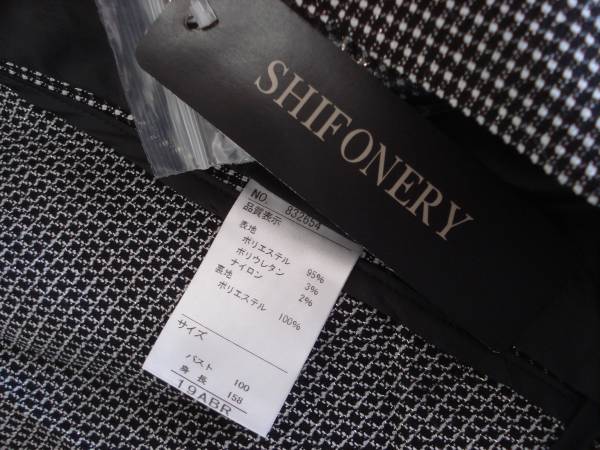 SHIFONERY
NO. 832654
品質表示
表地
ポリエステル 95%
ポリウレタン 3%
ナイロン 2%
裏地
ポリエステル 100%
サイズ
バスト 100
身長 158
19ABR